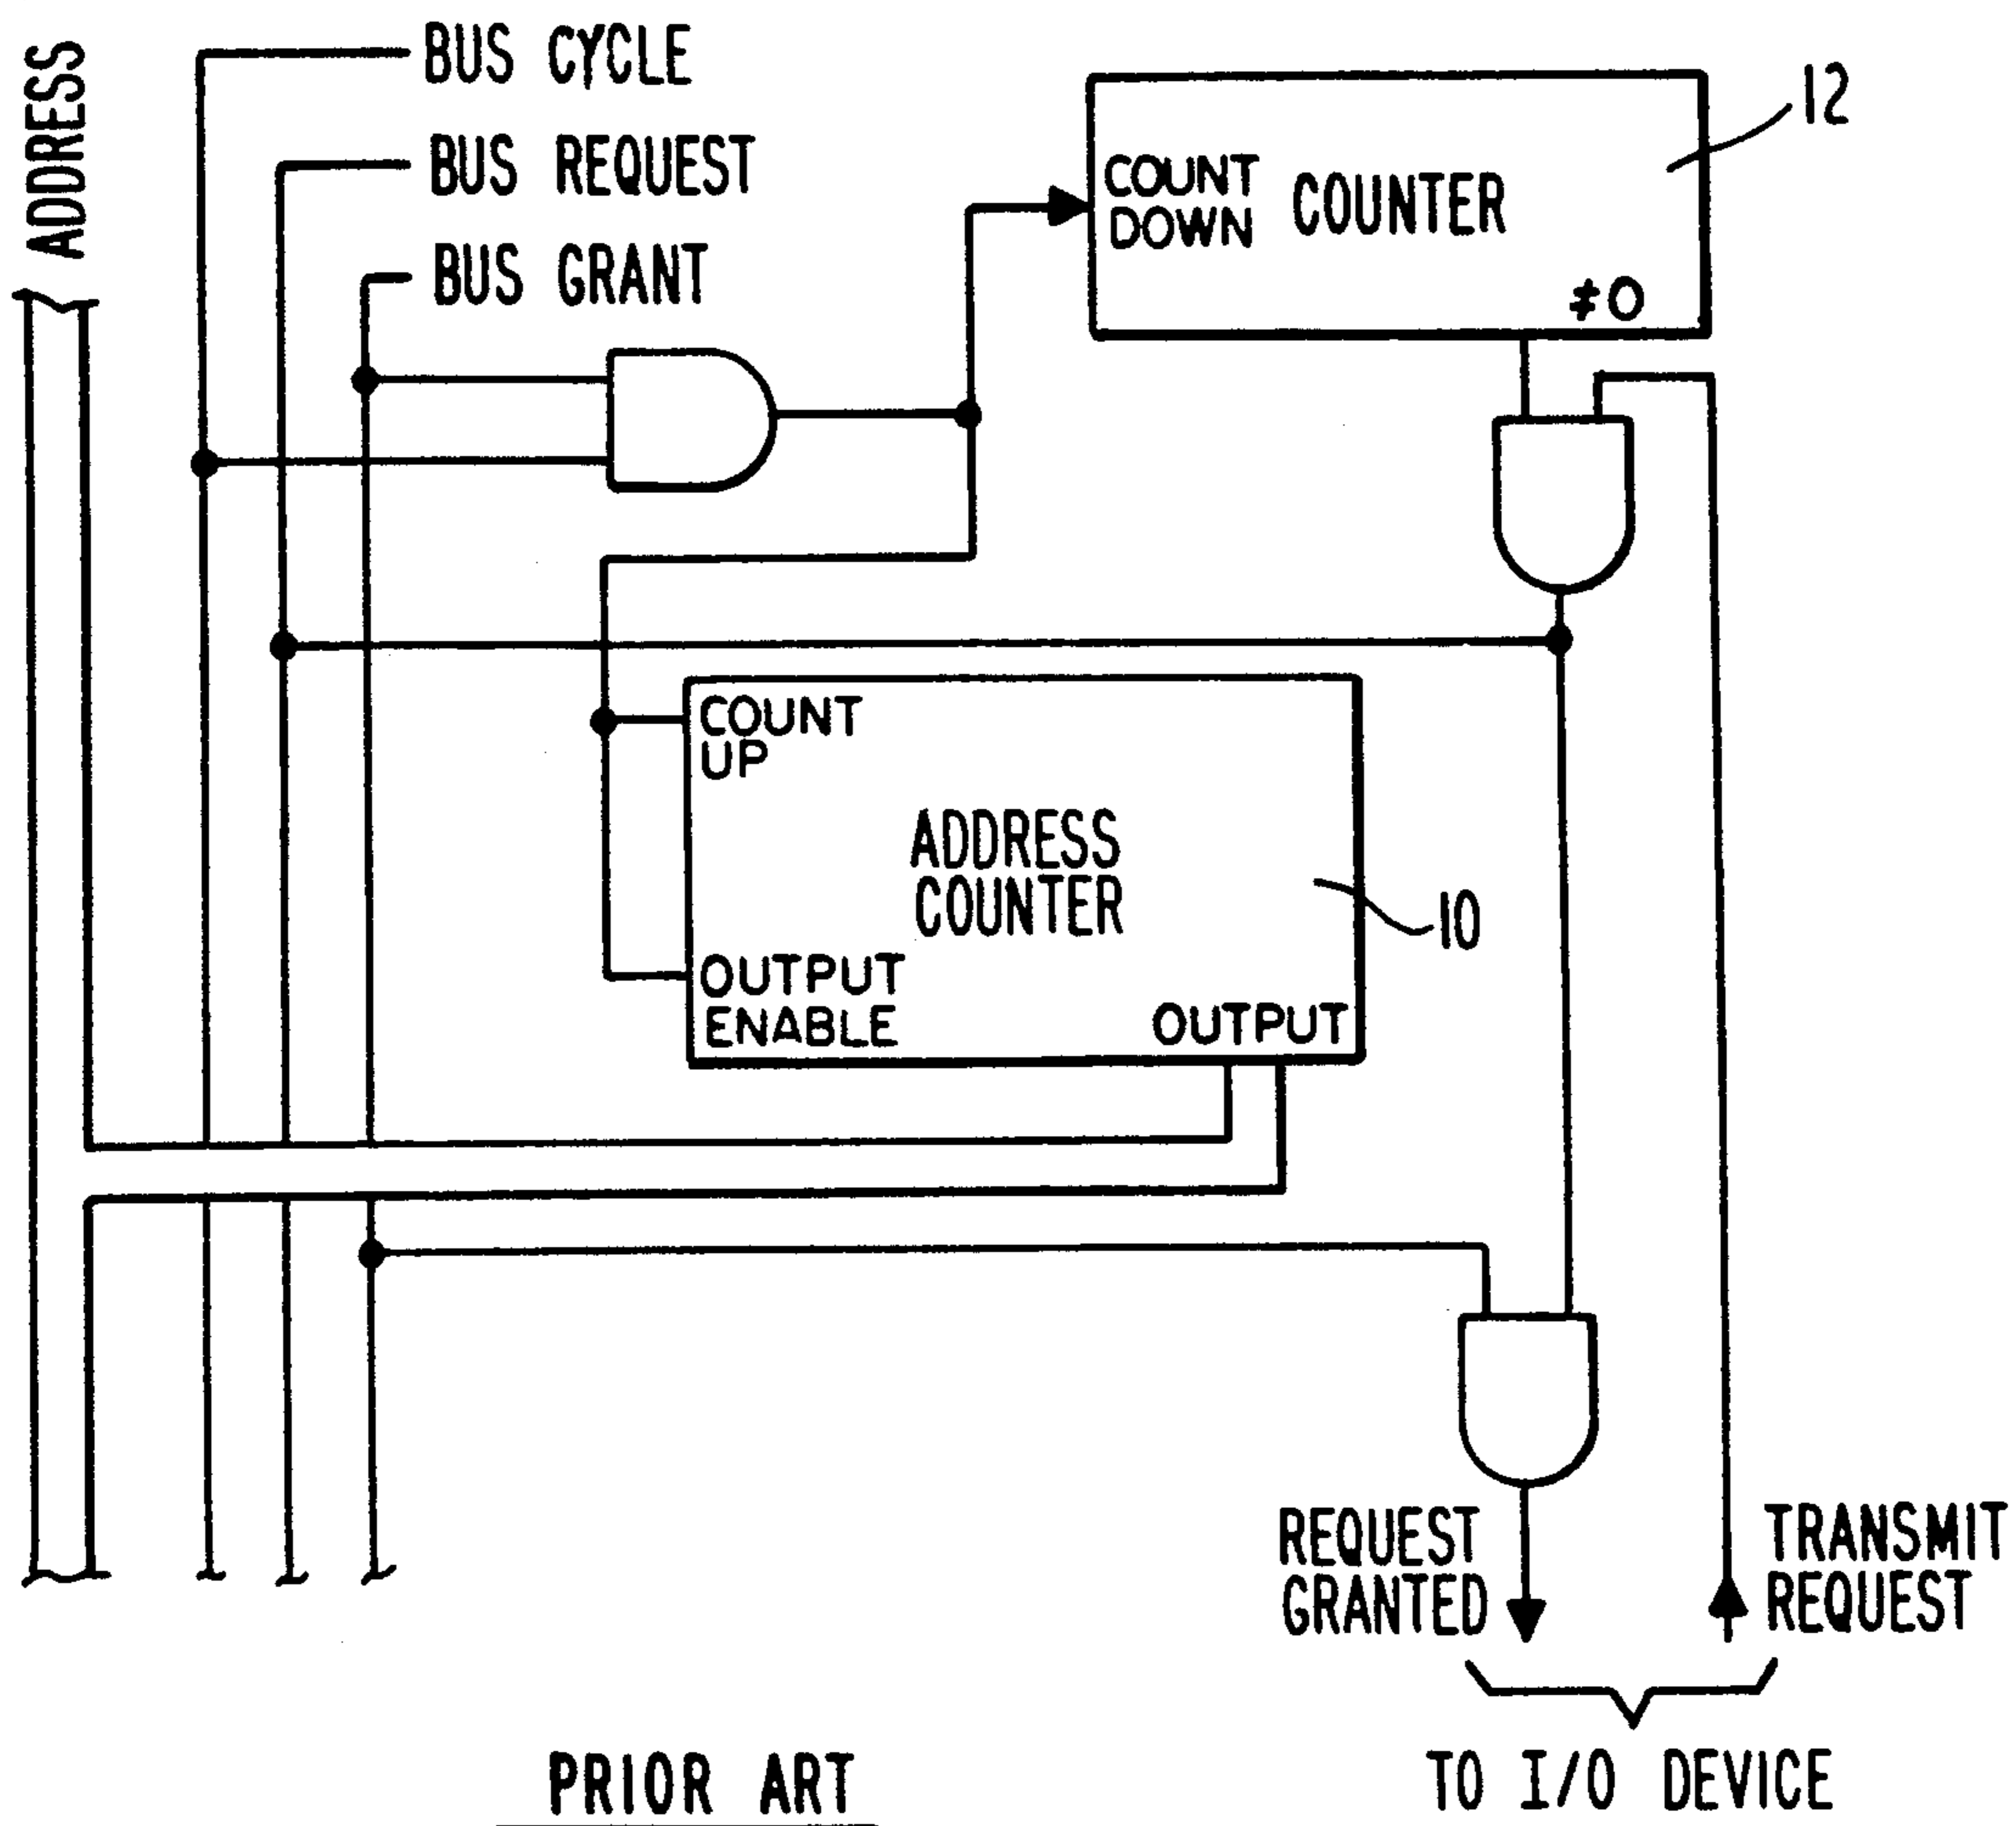 ADDRESS
BUS CYCLE
BUS REQUEST
BUS GRANT
12
COUNT
DOWN
COUNTER
≠0
COUNT
UP
ADDRESS
COUNTER
10
OUTPUT
ENABLE
OUTPUT
REQUEST
GRANTED
TRANSMIT
REQUEST
TO I/O DEVICE
PRIOR ART